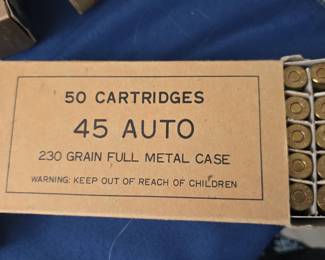 50 CARTRIDGES
45 AUTO
230 GRAIN FULL METAL CASE
WARNING: KEEP OUT OF REACH OF CHILDREN